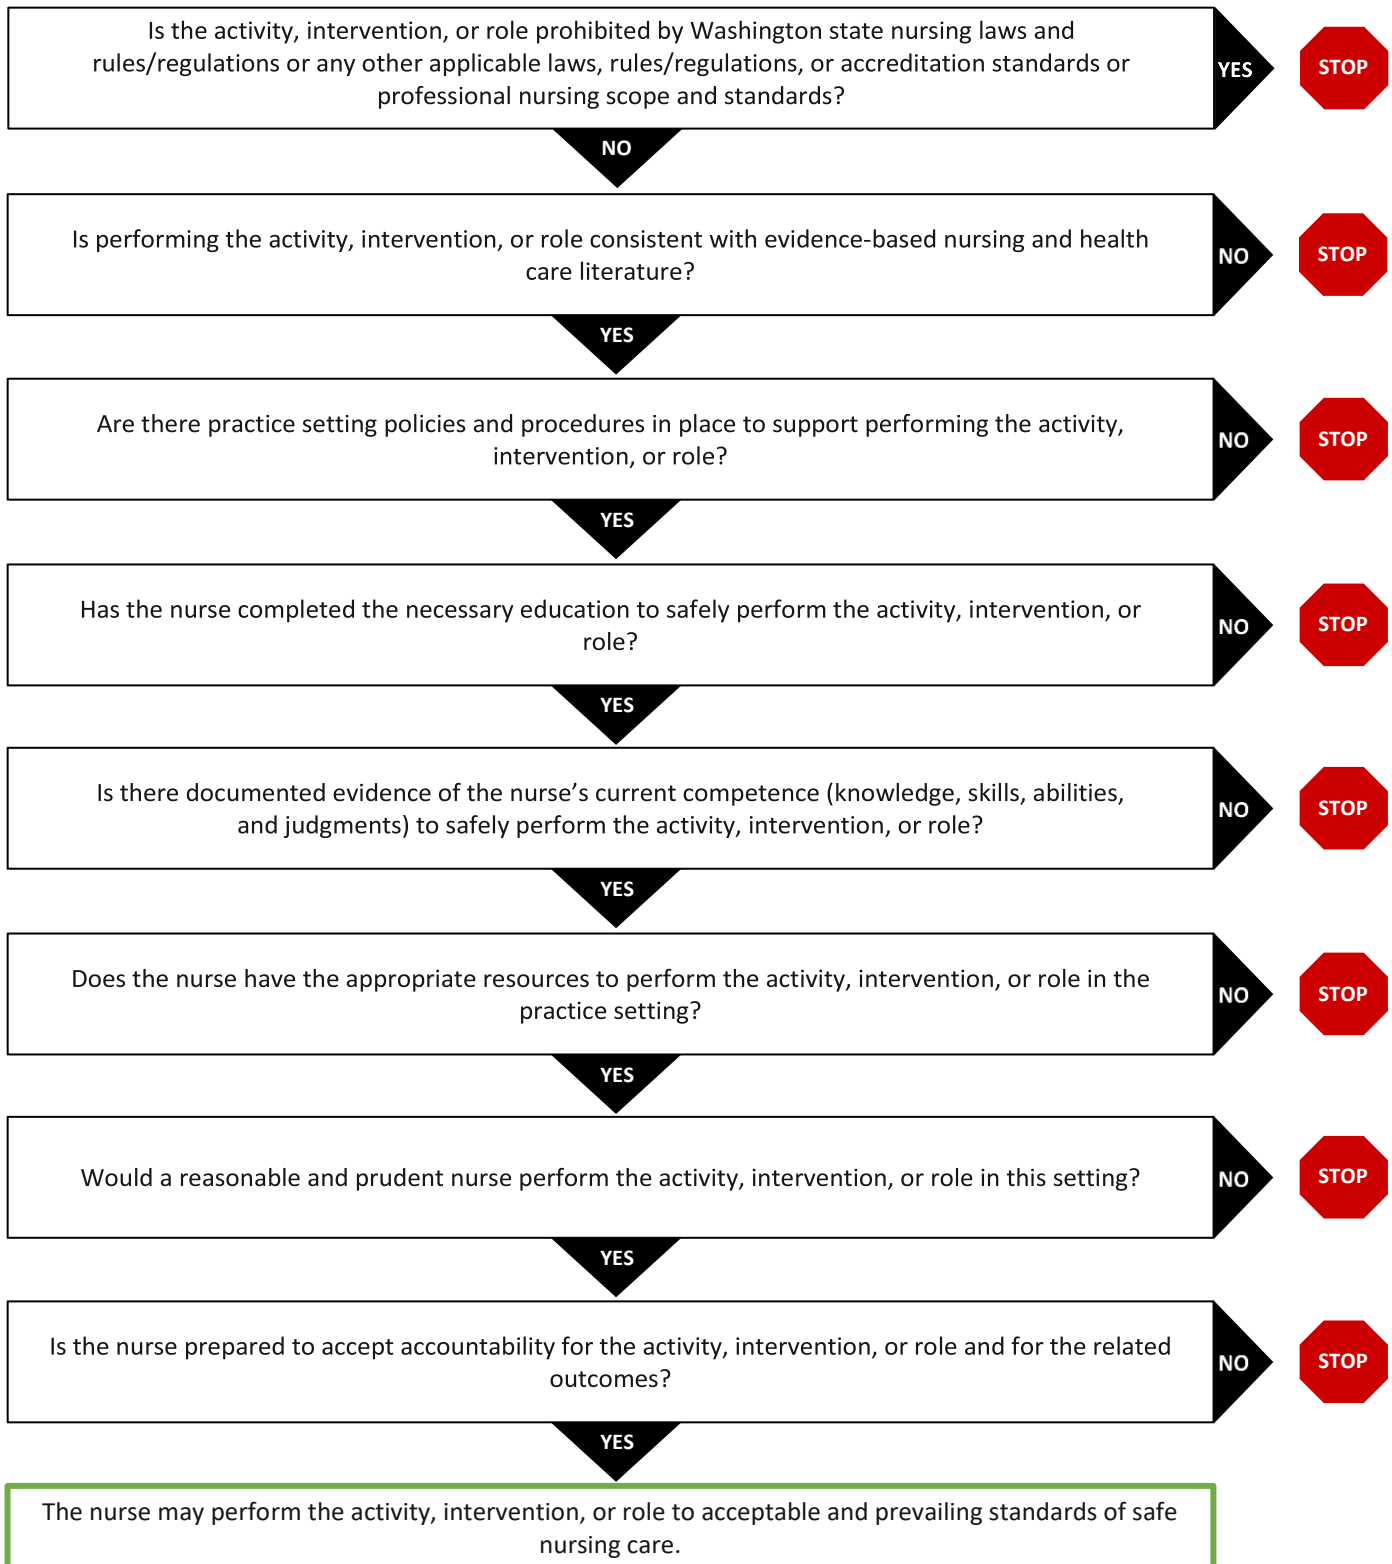 Is the activity, intervention, or role prohibited by Washington state nursing laws and
rules/regulations or any other applicable laws, rules/regulations, or accreditation standards or
professional nursing scope and standards?
YES
STOP
NO
Is performing the activity, intervention, or role consistent with evidence-based nursing and health
care literature?
NO
STOP
YES
Are there practice setting policies and procedures in place to support performing the activity,
intervention, or role?
NO
STOP
YES
Has the nurse completed the necessary education to safely perform the activity, intervention, or
role?
NO
STOP
YES
Is there documented evidence of the nurse’s current competence (knowledge, skills, abilities,
and judgments) to safely perform the activity, intervention, or role?
NO
STOP
YES
Does the nurse have the appropriate resources to perform the activity, intervention, or role in the
practice setting?
NO
STOP
YES
Would a reasonable and prudent nurse perform the activity, intervention, or role in this setting?
NO
STOP
YES
Is the nurse prepared to accept accountability for the activity, intervention, or role and for the related
outcomes?
NO
STOP
YES
The nurse may perform the activity, intervention, or role to acceptable and prevailing standards of safe
nursing care.